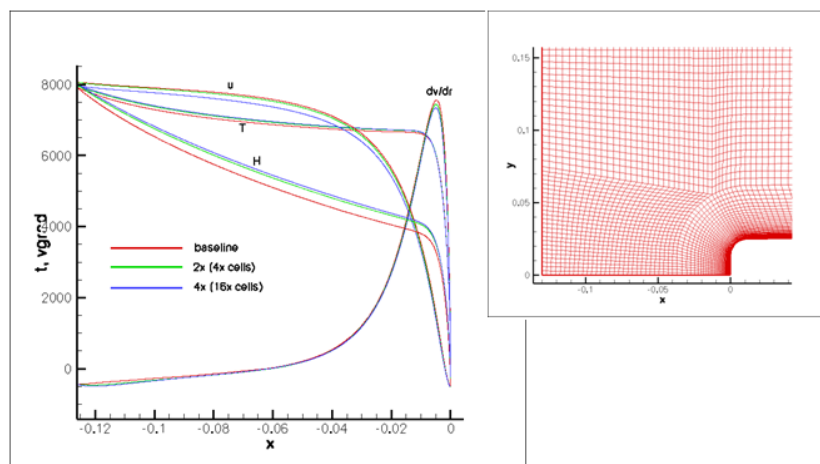 8000
6000
4000
2000
0
t, vgrad
-0.12
-0.1
-0.08
-0.06
-0.04
-0.02
0
x
u
T
H
dv/dr
baseline
2x (4x cells)
4x (16x cells)
0.15
0.1
0.05
0
y
-0.1
-0.05
0
x